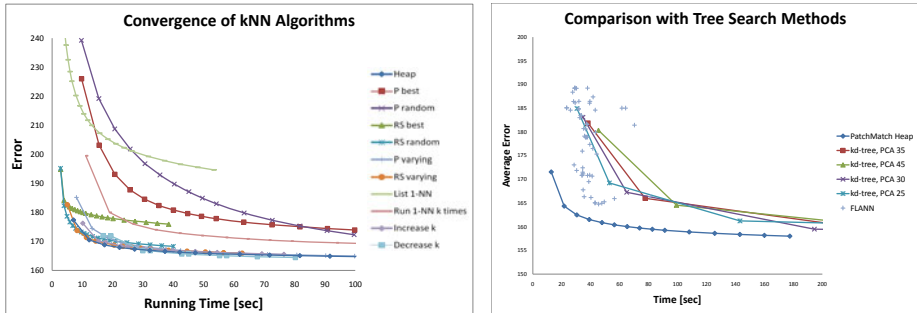 Convergence of kNN Algorithms
Error
240
230
220
210
200
190
180
170
160
0
10
20
30
40
50
60
70
80
90
100
Running Time [sec]
Heap
P best
P random
RS best
RS random
P varying
RS varying
List 1-NN
Run 1-NN k times
Increase k
Decrease k
Comparison with Tree Search Methods
Average Error
200
195
190
185
180
175
170
165
160
155
150
0
20
40
60
80
100
120
140
160
180
200
Time [sec]
PatchMatch Heap
kd-tree, PCA 35
kd-tree, PCA 45
kd-tree, PCA 30
kd-tree, PCA 25
FLANN